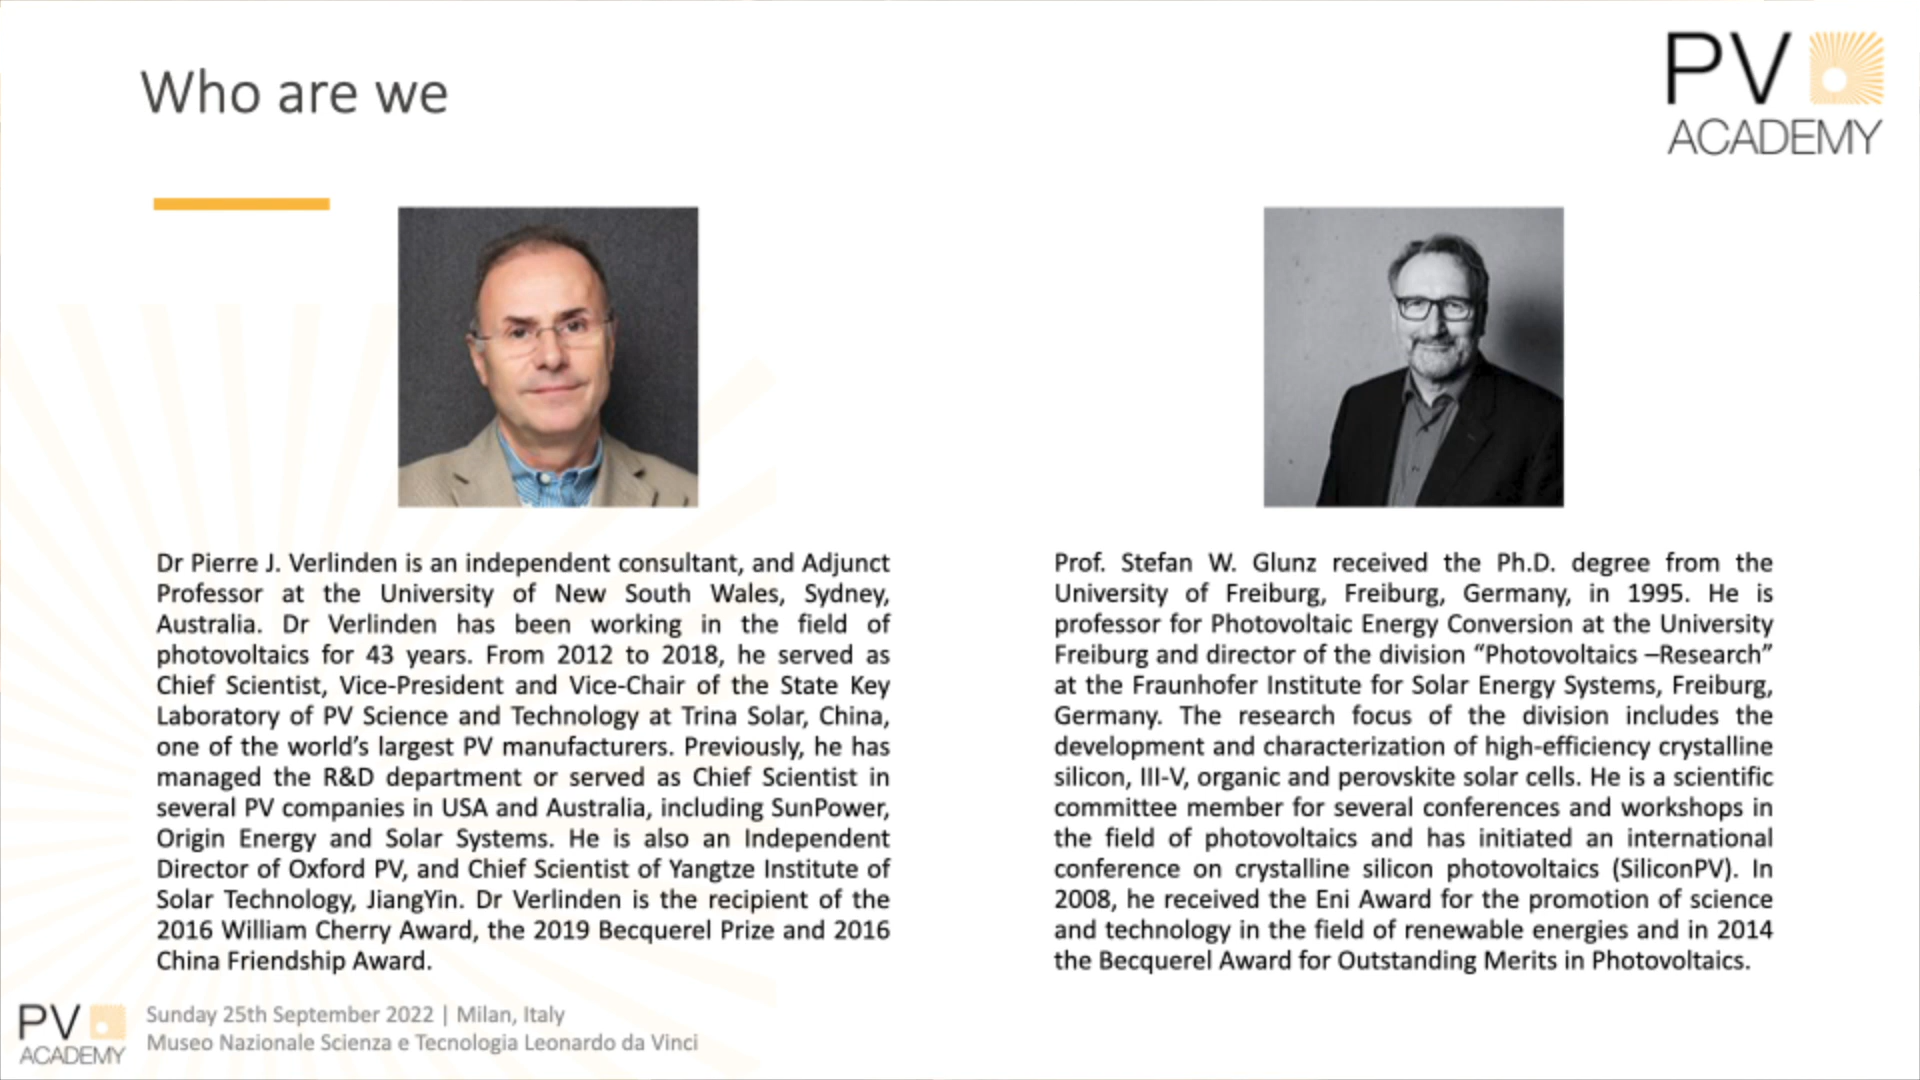 Who are we
PV
ACADEMY
Dr Pierre J. Verlinden is an independent consultant, and Adjunct
Professor at the University of New South Wales, Sydney,
Australia. Dr Verlinden has been working in the field of
photovoltaics for 43 years. From 2012 to 2018, he served as
Chief Scientist, Vice-President and Vice-Chair of the State Key
Laboratory of PV Science and Technology at Trina Solar, China,
one of the world’s largest PV manufacturers. Previously, he has
managed the R&D department or served as Chief Scientist in
several PV companies in USA and Australia, including SunPower,
Origin Energy and Solar Systems. He is also an Independent
Director of Oxford PV, and Chief Scientist of Yangtze Institute of
Solar Technology, JiangYin. Dr Verlinden is the recipient of the
2016 William Cherry Award, the 2019 Becquerel Prize and 2016
China Friendship Award.
Prof. Stefan W. Glunz received the Ph.D. degree from the
University of Freiburg, Freiburg, Germany, in 1995. He is
professor for Photovoltaic Energy Conversion at the University
Freiburg and director of the division “Photovoltaics –Research”
at the Fraunhofer Institute for Solar Energy Systems, Freiburg,
Germany. The research focus of the division includes the
development and characterization of high-efficiency crystalline
silicon, III-V, organic and perovskite solar cells. He is a scientific
committee member for several conferences and workshops in
the field of photovoltaics and has initiated an international
conference on crystalline silicon photovoltaics (SiliconPV). In
2008, he received the Eni Award for the promotion of science
and technology in the field of renewable energies and in 2014
the Becquerel Award for Outstanding Merits in Photovoltaics.
PV
ACADEMY
Sunday 25th September 2022 | Milan, Italy
Museo Nazionale Scienza e Tecnologia Leonardo da Vinci